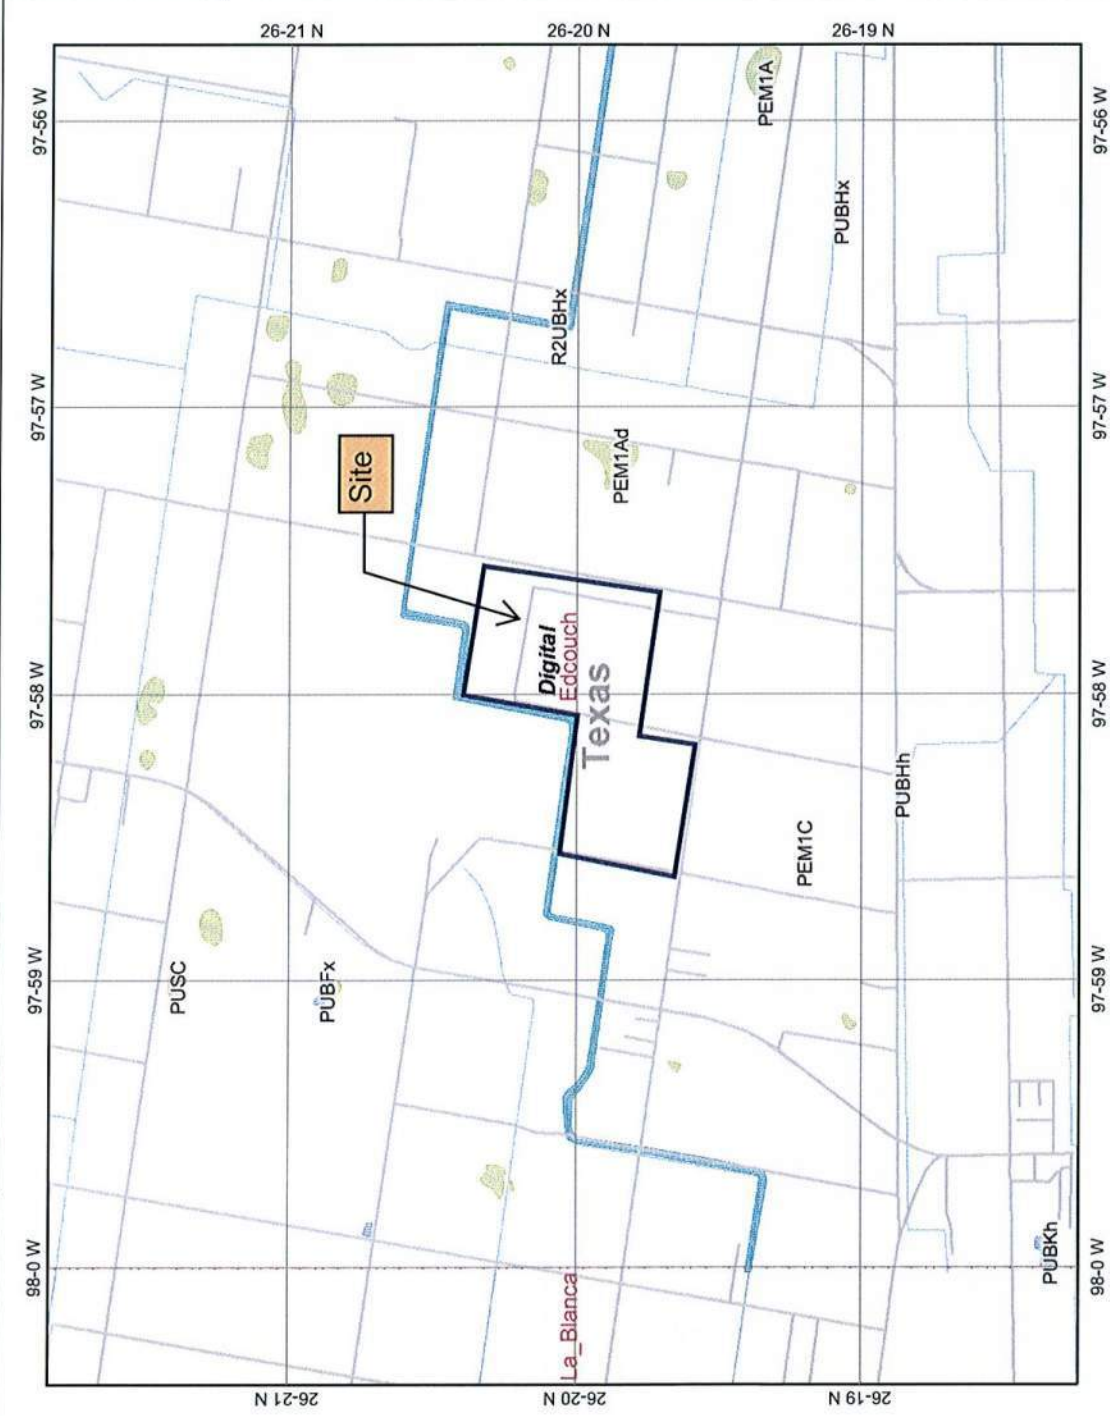 26-21 N
26-20 N
26-19 N
97-56 W
97-56 W
PEM1A
PUBHx
R2UBHx
97-57 W
97-57 W
Site
PEM1Ad
Digital
Edcouch
Texas
97-58 W
97-58 W
PUBHh
PEM1C
PUSC
PUBFx
97-59 W
97-59 W
98-0 W
98-0 W
PUBKh
La_Blanca
26-21 N
26-20 N
26-19 N